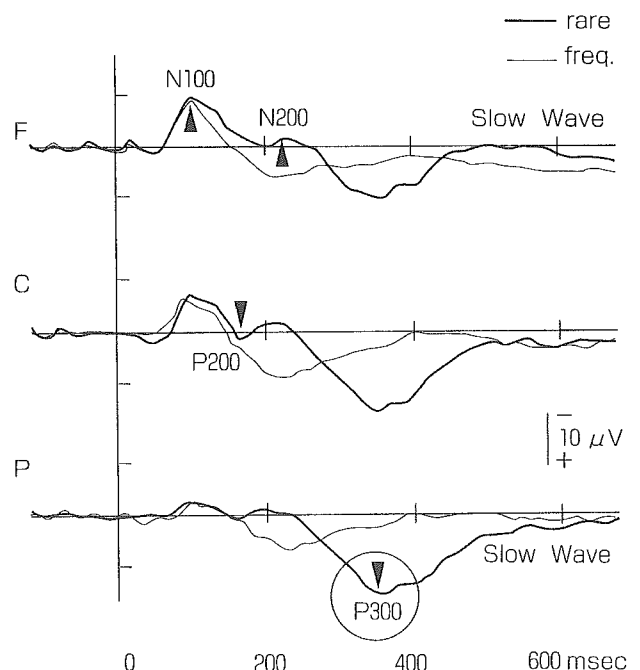 rare
freq.
N100
N200
F
Slow Wave
C
P200
−
10 μV
+
P
Slow Wave
P300
0 200 400 600 msec